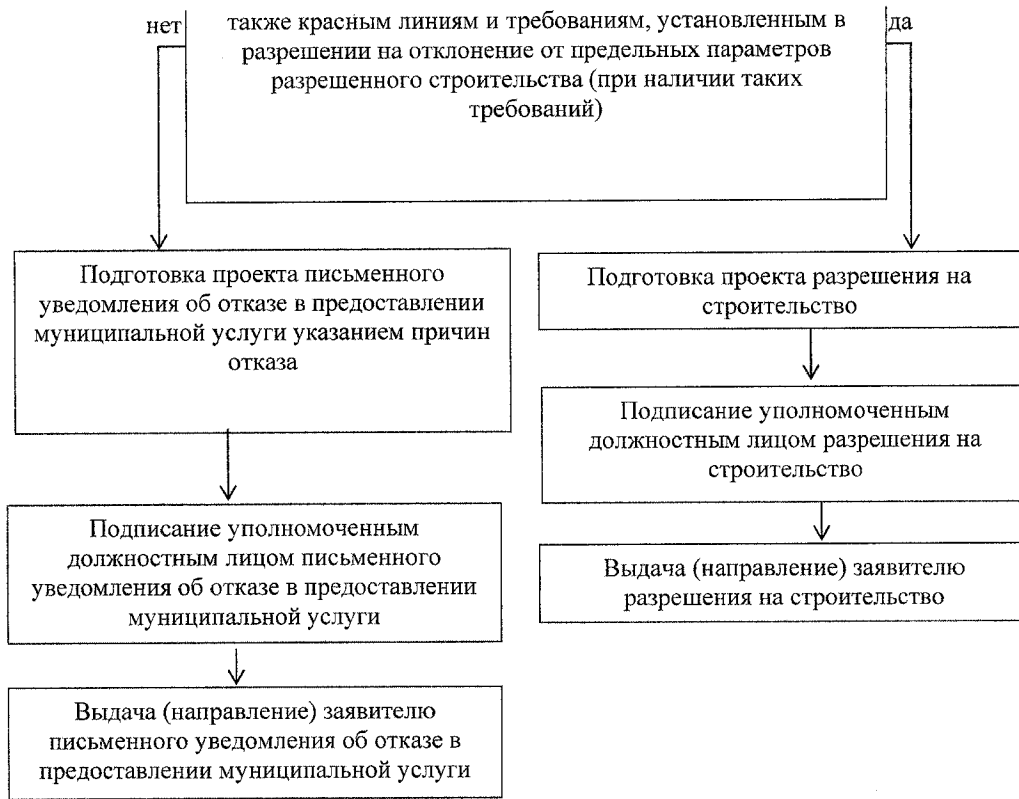 нет
также красным линиям и требованиям, установленным в
разрешении на отклонение от предельных параметров
разрешенного строительства (при наличии таких
требований)
да
Подготовка проекта письменного
уведомления об отказе в предоставлении
муниципальной услуги указанием причин
отказа
Подписание уполномоченным
должностным лицом письменного
уведомления об отказе в предоставлении
муниципальной услуги
Выдача (направление) заявителю
письменного уведомления об отказе в
предоставлении муниципальной услуги
Подготовка проекта разрешения на
строительство
Подписание уполномоченным
должностным лицом разрешения на
строительство
Выдача (направление) заявителю
разрешения на строительство